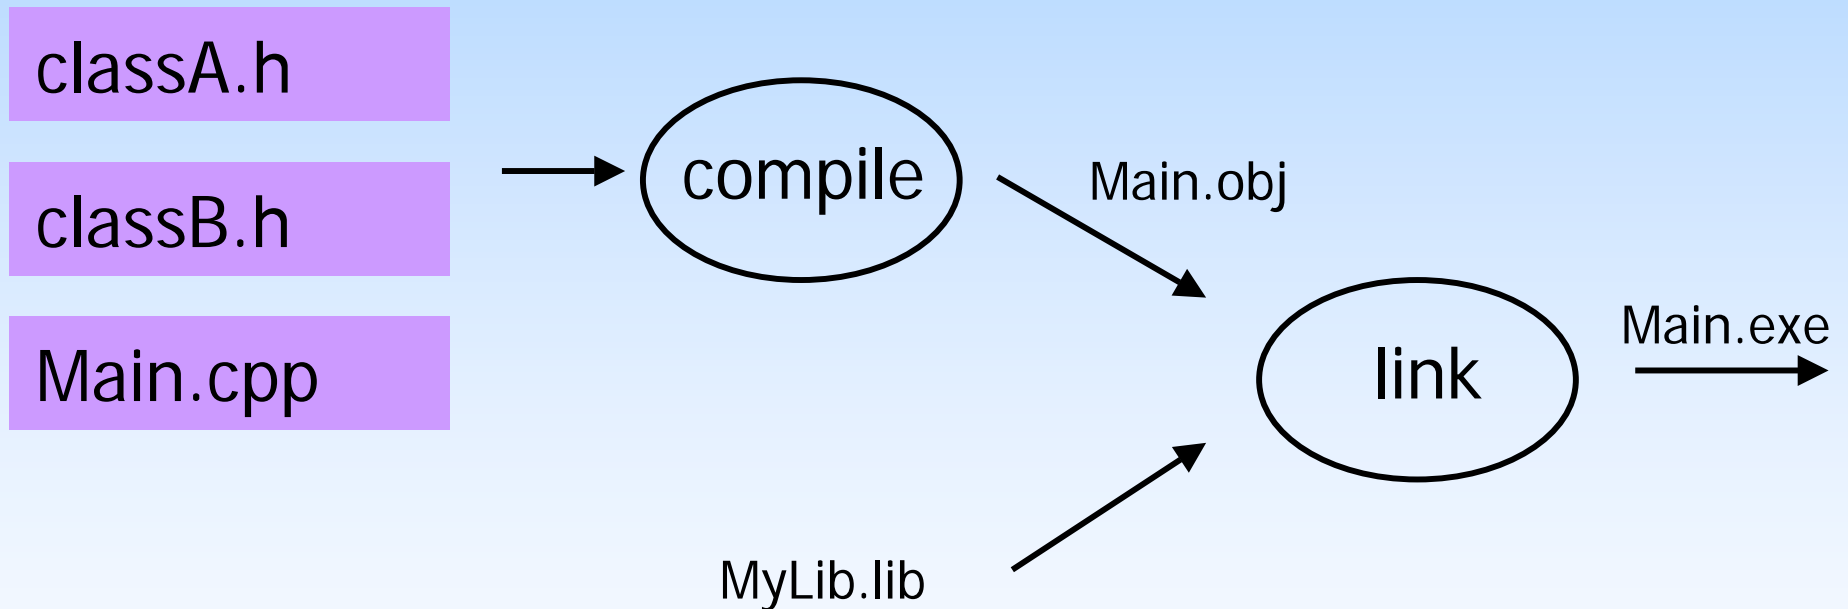 classA.h
classB.h
Main.cpp
compile
Main.obj
MyLib.lib
link
Main.exe